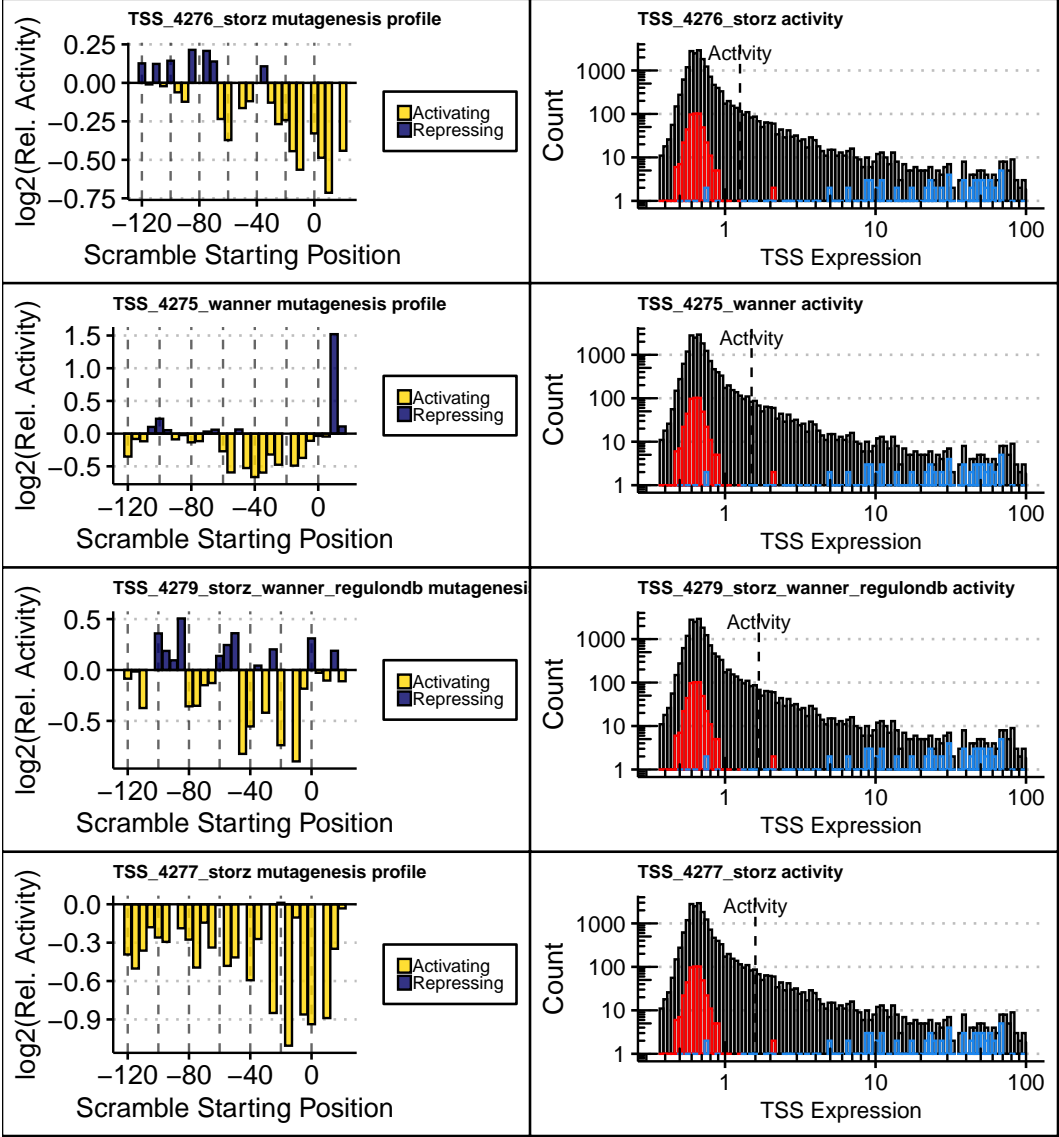 TSS_4276_storz mutagenesis profile
log2(Rel. Activity)
0.25
0.00
−0.25
−0.50
−0.75
−120
−80
−40
0
Scramble Starting Position
Activating
Repressing
TSS_4276_storz activity
Count
1000
100
10
1
Activity
1
10
100
TSS Expression
TSS_4275_wanner mutagenesis profile
log2(Rel. Activity)
1.5
1.0
0.5
0.0
−0.5
−120
−80
−40
0
Scramble Starting Position
Activating
Repressing
TSS_4275_wanner activity
Count
1000
100
10
1
Activity
1
10
100
TSS Expression
TSS_4279_storz_wanner_regulondb mutagenesi
log2(Rel. Activity)
0.5
0.0
−0.5
−120
−80
−40
0
Scramble Starting Position
Activating
Repressing
TSS_4279_storz_wanner_regulondb activity
Count
1000
100
10
1
Activity
1
10
100
TSS Expression
TSS_4277_storz mutagenesis profile
log2(Rel. Activity)
0.0
−0.3
−0.6
−0.9
−120
−80
−40
0
Scramble Starting Position
Activating
Repressing
TSS_4277_storz activity
Count
1000
100
10
1
Activity
1
10
100
TSS Expression